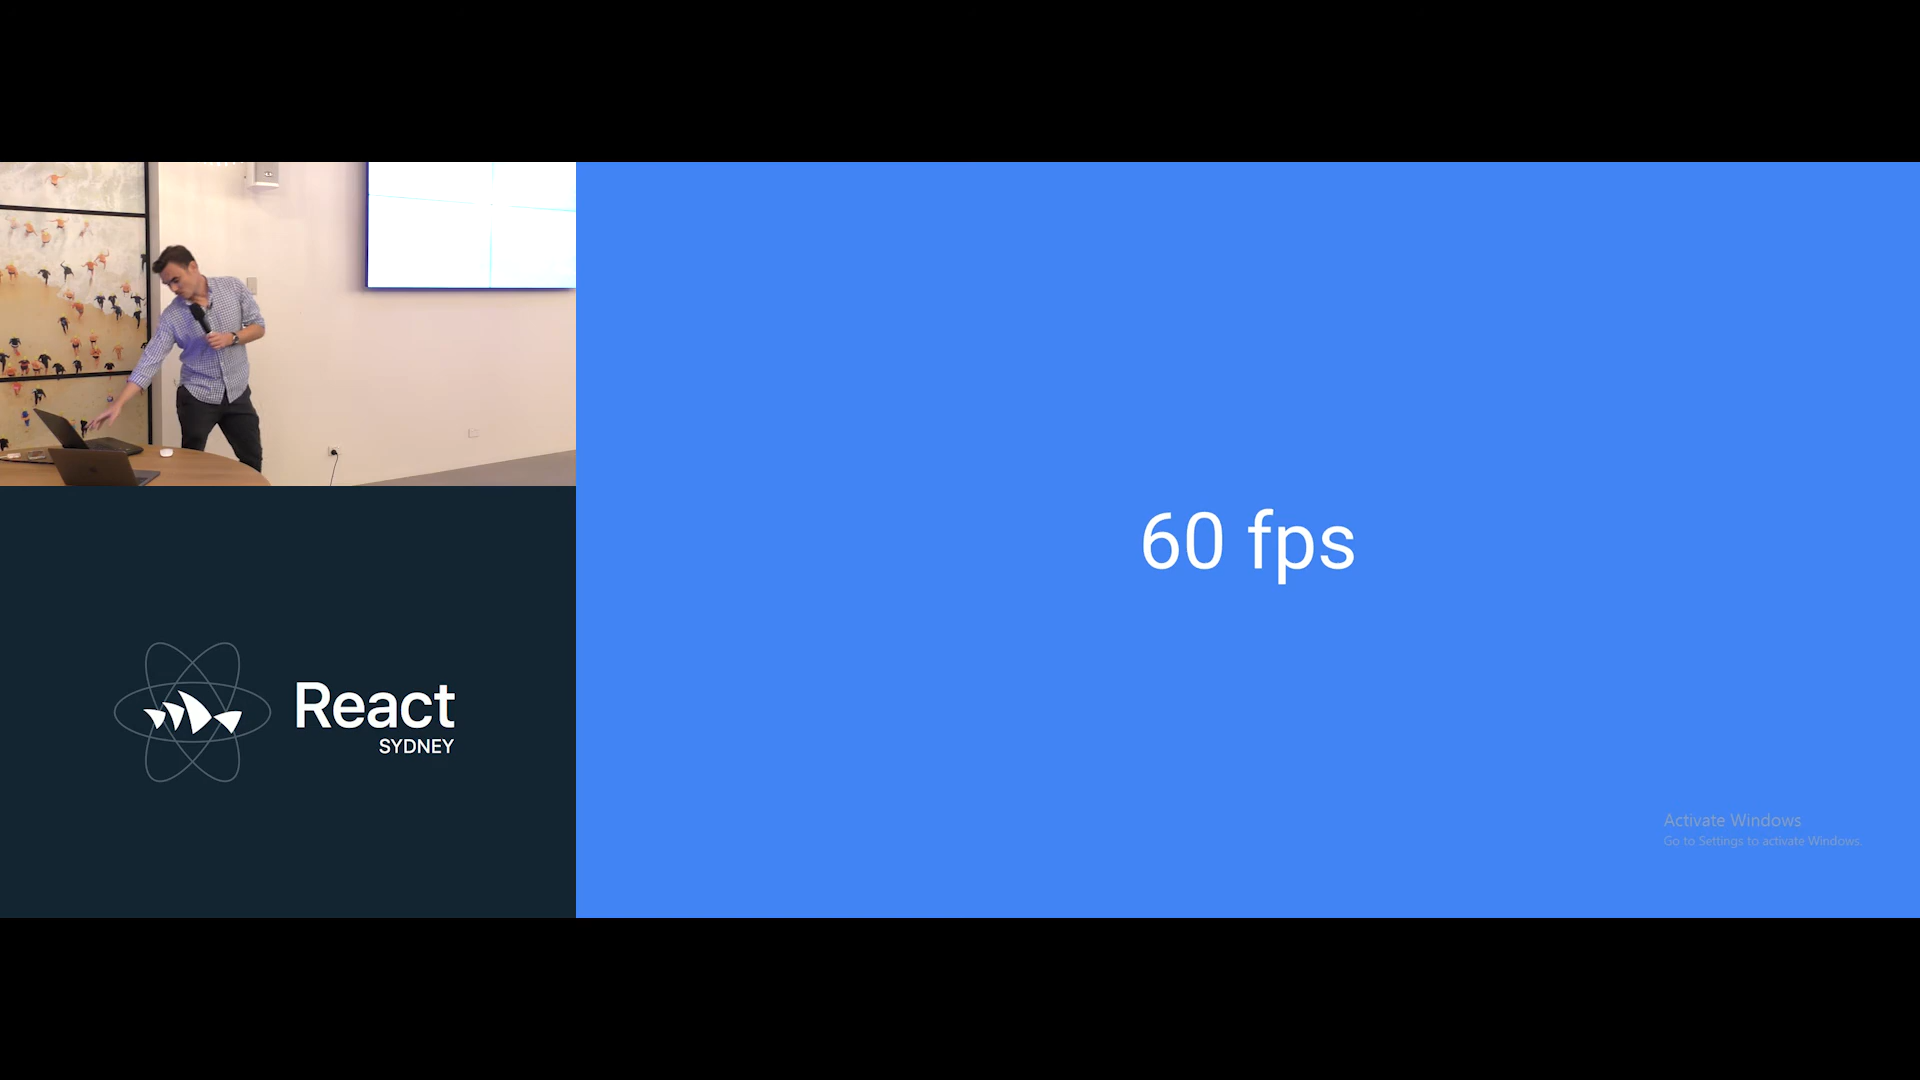 React
SYDNEY
60 fps
Activate Windows
Go to Settings to activate Windows.